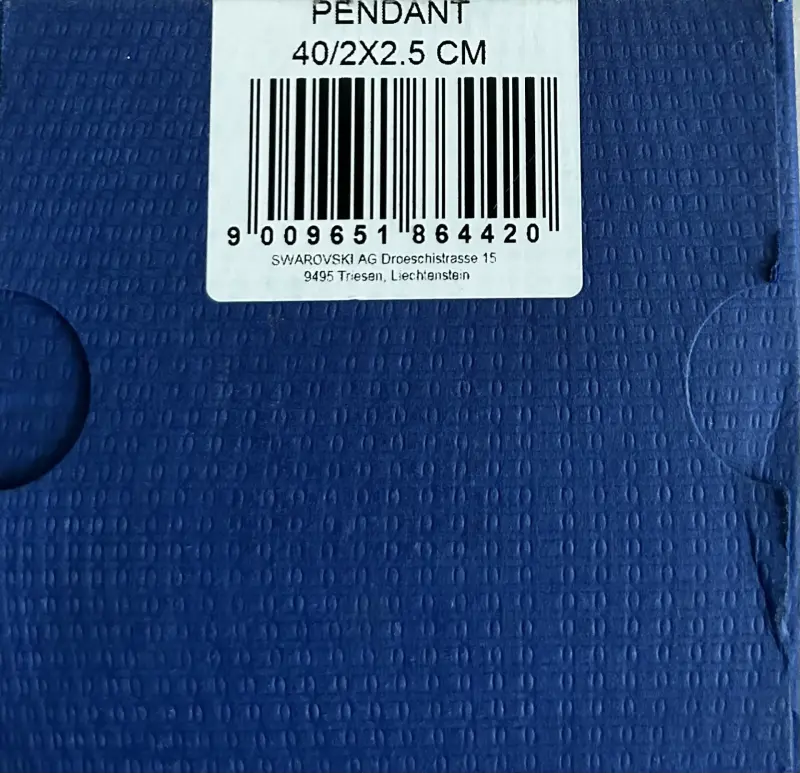 PENDANT
40/2X2.5 CM
9 009651 864420
SWAROVSKI AG Droeschistrasse 15
9495 Triesen, Liechtenstein